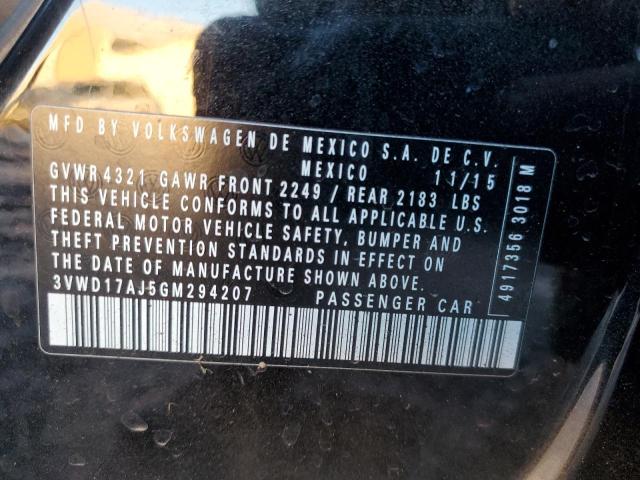 MFD BY VOLKSWAGEN DE MEXICO S.A. DE C.V.
MEXICO 11/15
GVWR 4321 GAWR FRONT 2249 / REAR 2183 LBS
THIS VEHICLE CONFORMS TO ALL APPLICABLE U.S.
FEDERAL MOTOR VEHICLE SAFETY, BUMPER AND
THEFT PREVENTION STANDARDS IN EFFECT ON
THE DATE OF MANUFACTURE SHOWN ABOVE.
3VWD17AJ5GM294207 PASSENGER CAR
4917356 3018 M